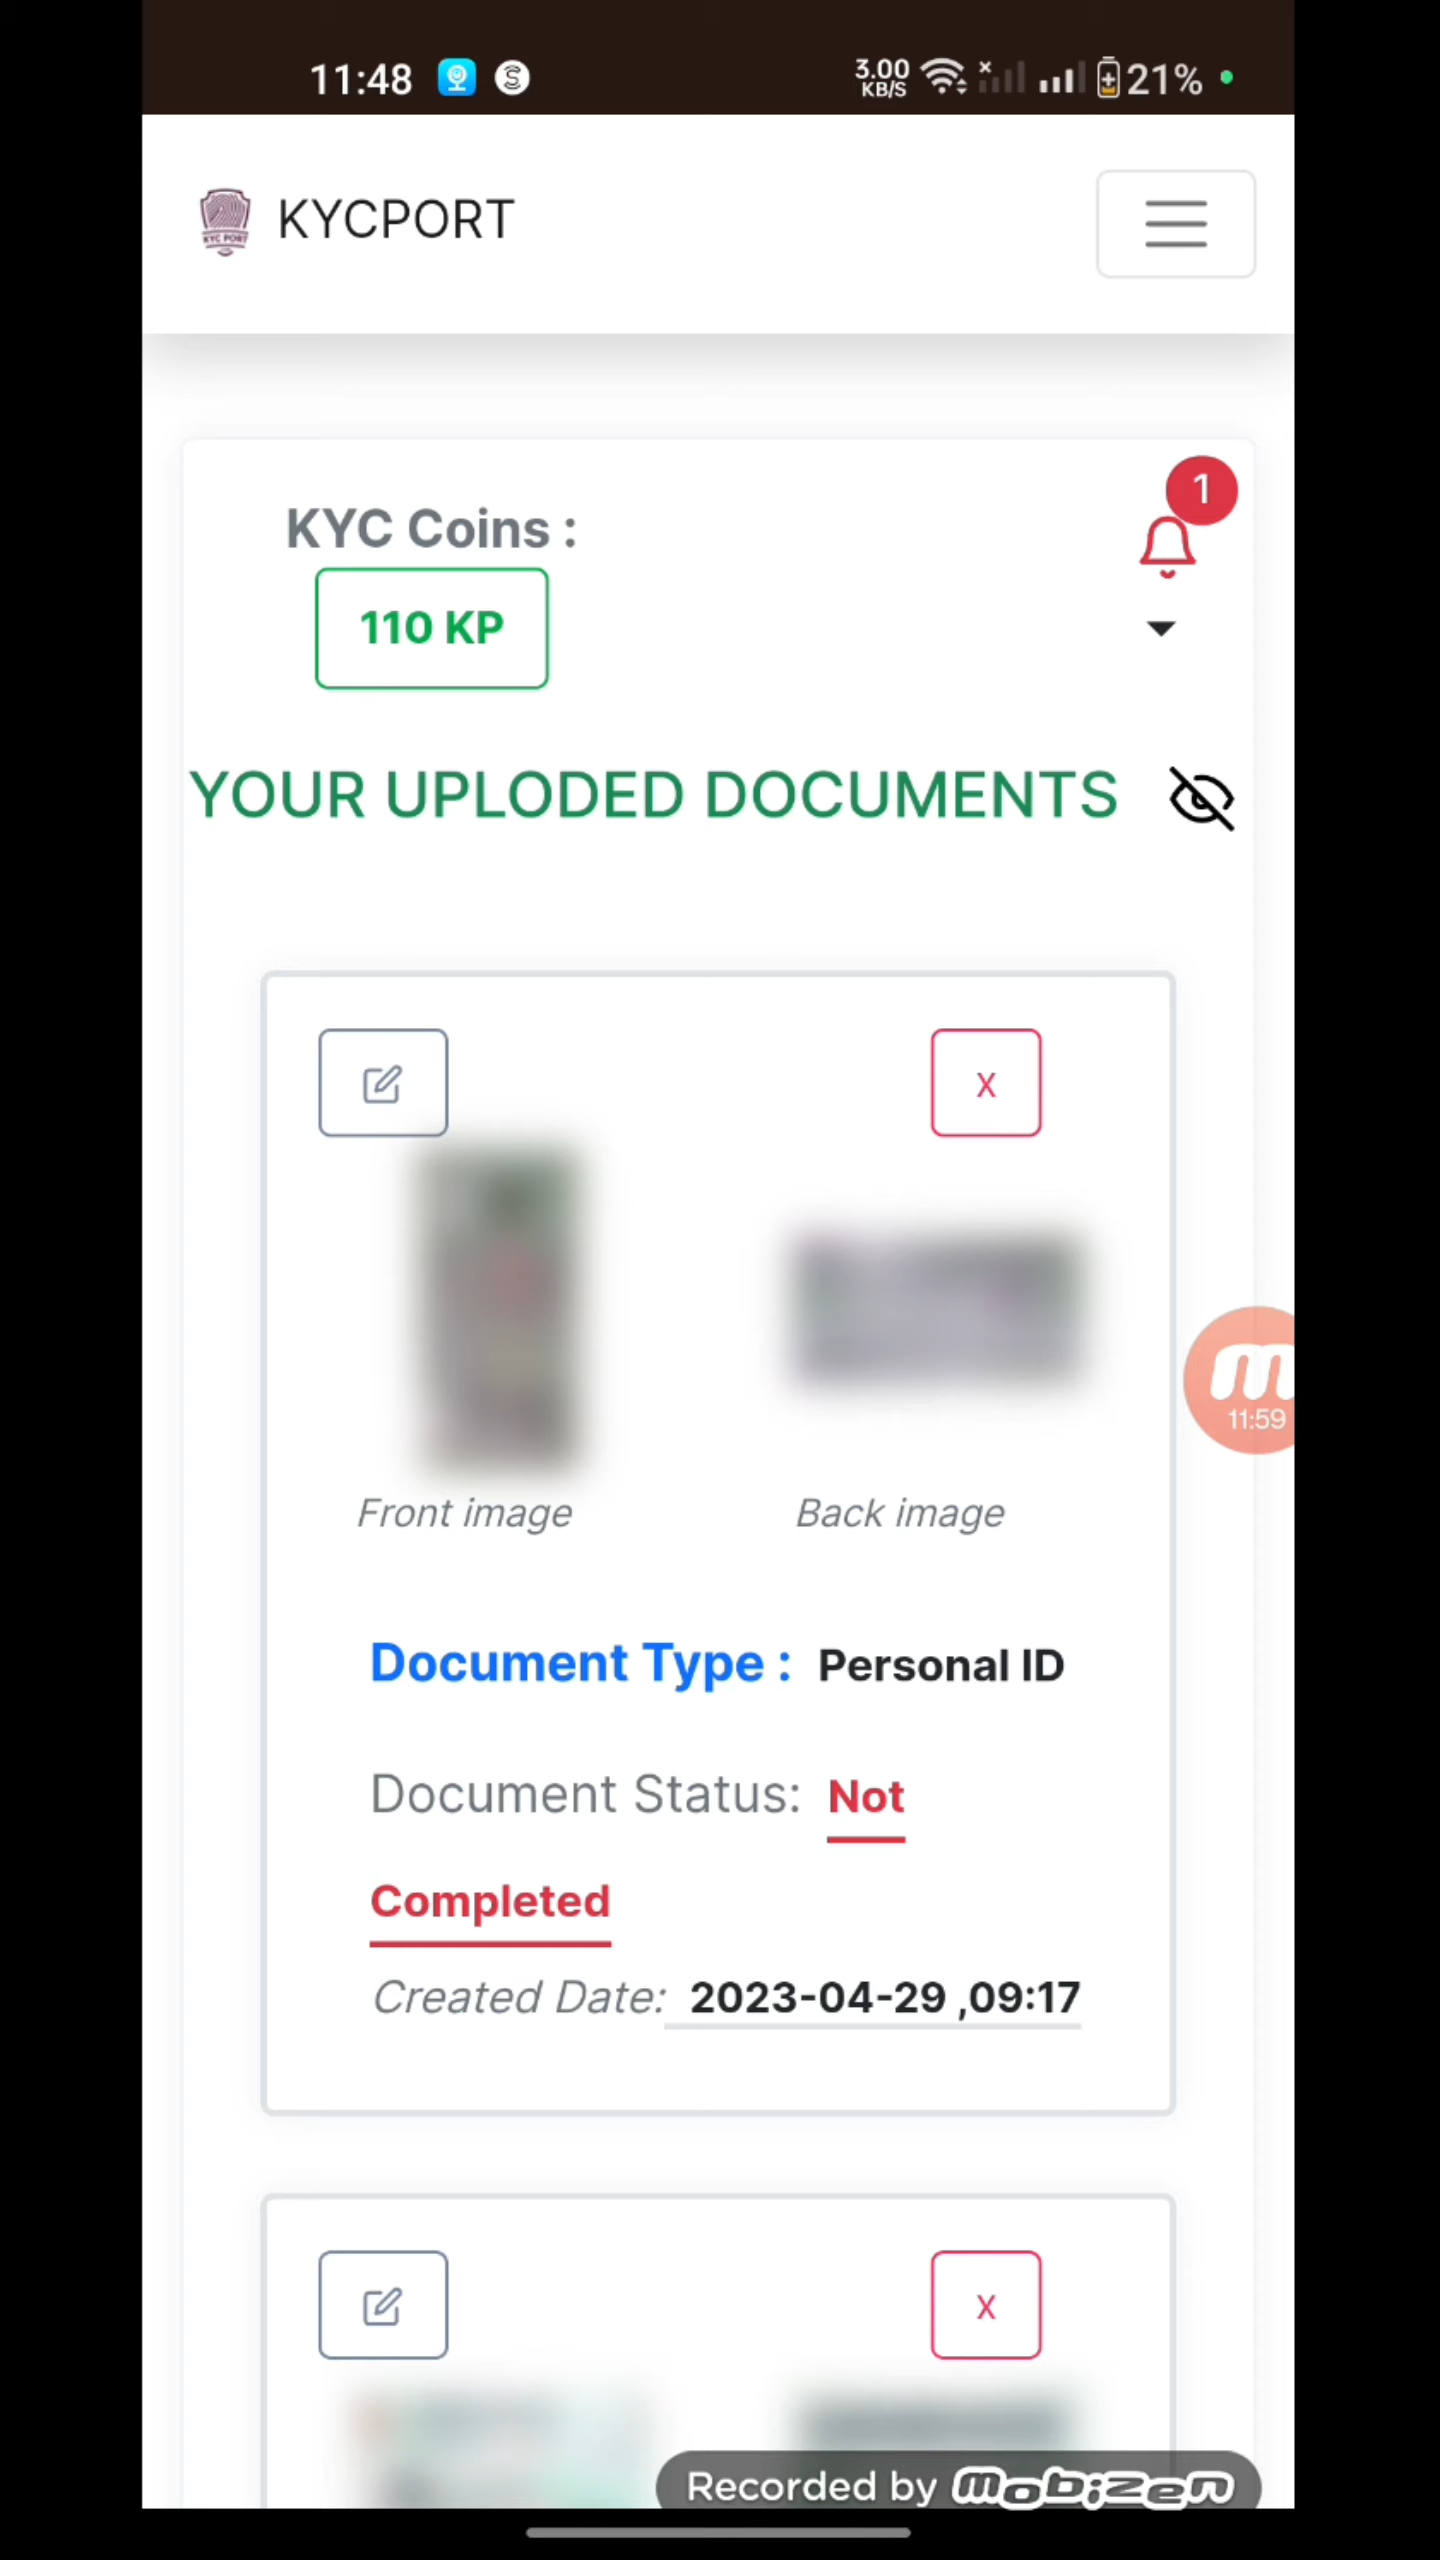 11:48
3.00 KB/S 21%
KYC PORT
KYCPORT
1
KYC Coins :
110 KP
YOUR UPLODED DOCUMENTS
X
Front image
Back image
m
11:59
Document Type : Personal ID
Document Status: Not
Completed
Created Date: 2023-04-29 ,09:17
X
Recorded by mobizen